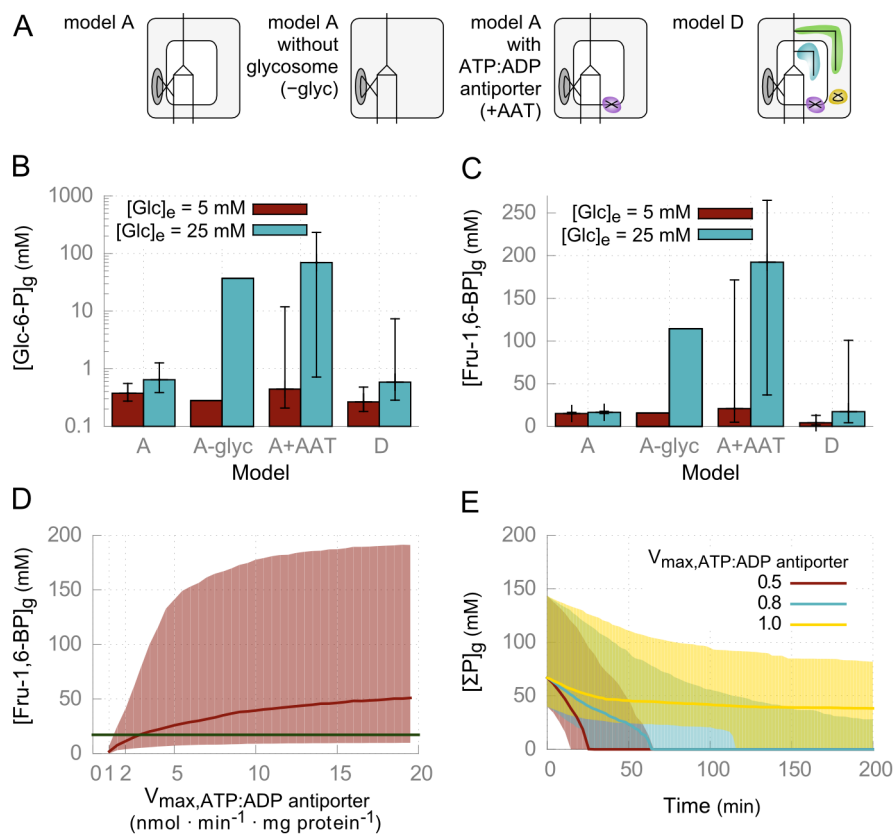 A
model A
model A
without
glycosome
(−glyc)
model A
with
ATP:ADP
antiporter
(+AAT)
model D
B
[Glc-6-P]g (mM)
1000
100
10
1
0.1
[Glc]e = 5 mM
[Glc]e = 25 mM
A
A-glyc
A+AAT
D
Model
C
[Fru-1,6-BP]g (mM)
250
200
150
100
50
0
[Glc]e = 5 mM
[Glc]e = 25 mM
A
A-glyc
A+AAT
D
Model
D
[Fru-1,6-BP]g (mM)
200
150
100
50
0
0 1 2 5 10 15 20
Vmax,ATP:ADP antiporter
(nmol · min⁻¹ · mg protein⁻¹)
E
[ΣP]g (mM)
200
150
100
50
0
Vmax,ATP:ADP antiporter
0.5
0.8
1.0
0 50 100 150 200
Time (min)